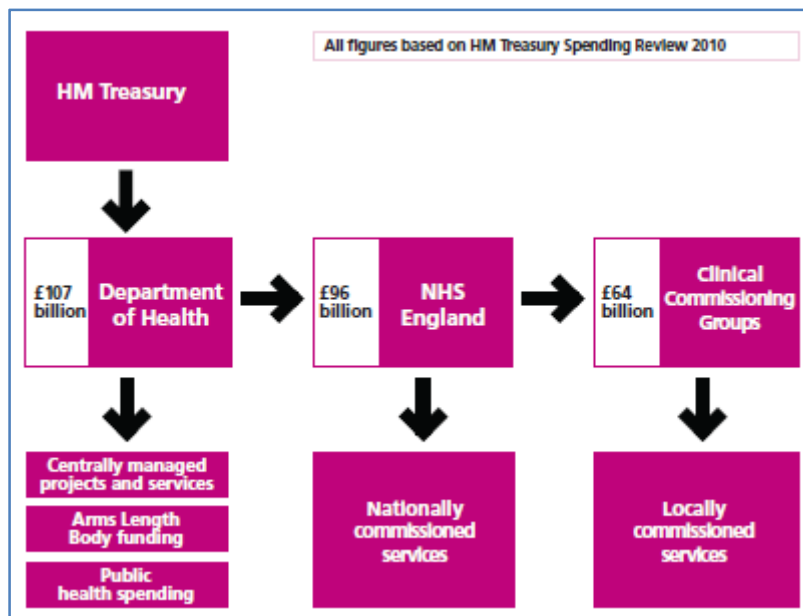 HM Treasury
All figures based on HM Treasury Spending Review 2010
£107
billion
Department
of Health
£96
billion
NHS
England
£64
billion
Clinical
Commissioning
Groups
Centrally managed
projects and services
Arms Length
Body funding
Public
health spending
Nationally
commissioned
services
Locally
commissioned
services